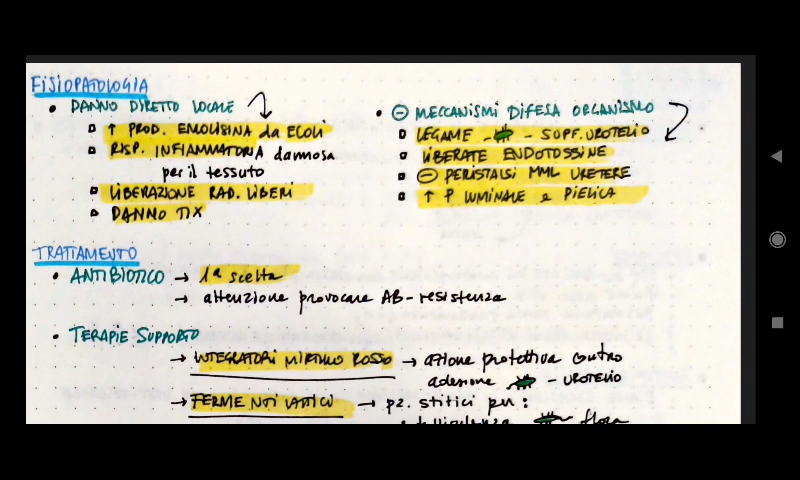 FISIOPATOLOGIA
• DANNO DIRETTO LOCALE
↑ PROD. EMOLISINA da ECOLI
RISP. INFIAMMATORIA dannosa
per il tessuto
LIBERAZIONE RAD. LIBERI
DANNO TIX
• ⊖ MECCANISMI DIFESA ORGANISMO
LEGAME - - SUPF. UROTELIO
LIBERATE ENDOTOSSINE
⊖ PERISTALSI MML URETERE
↑ P LUMINALE e PIELICA
TRATTAMENTO
• ANTIBIOTICO → 1ª scelta
→ attenzione provocare AB-resistenza
• TERAPIE SUPPORTO
→ INTEGRATORI MIRTILLO ROSSO → azione protettiva contro
adesione - UROTELIO
→ FERMENTI LATTICI → pz. stitici per:
flora